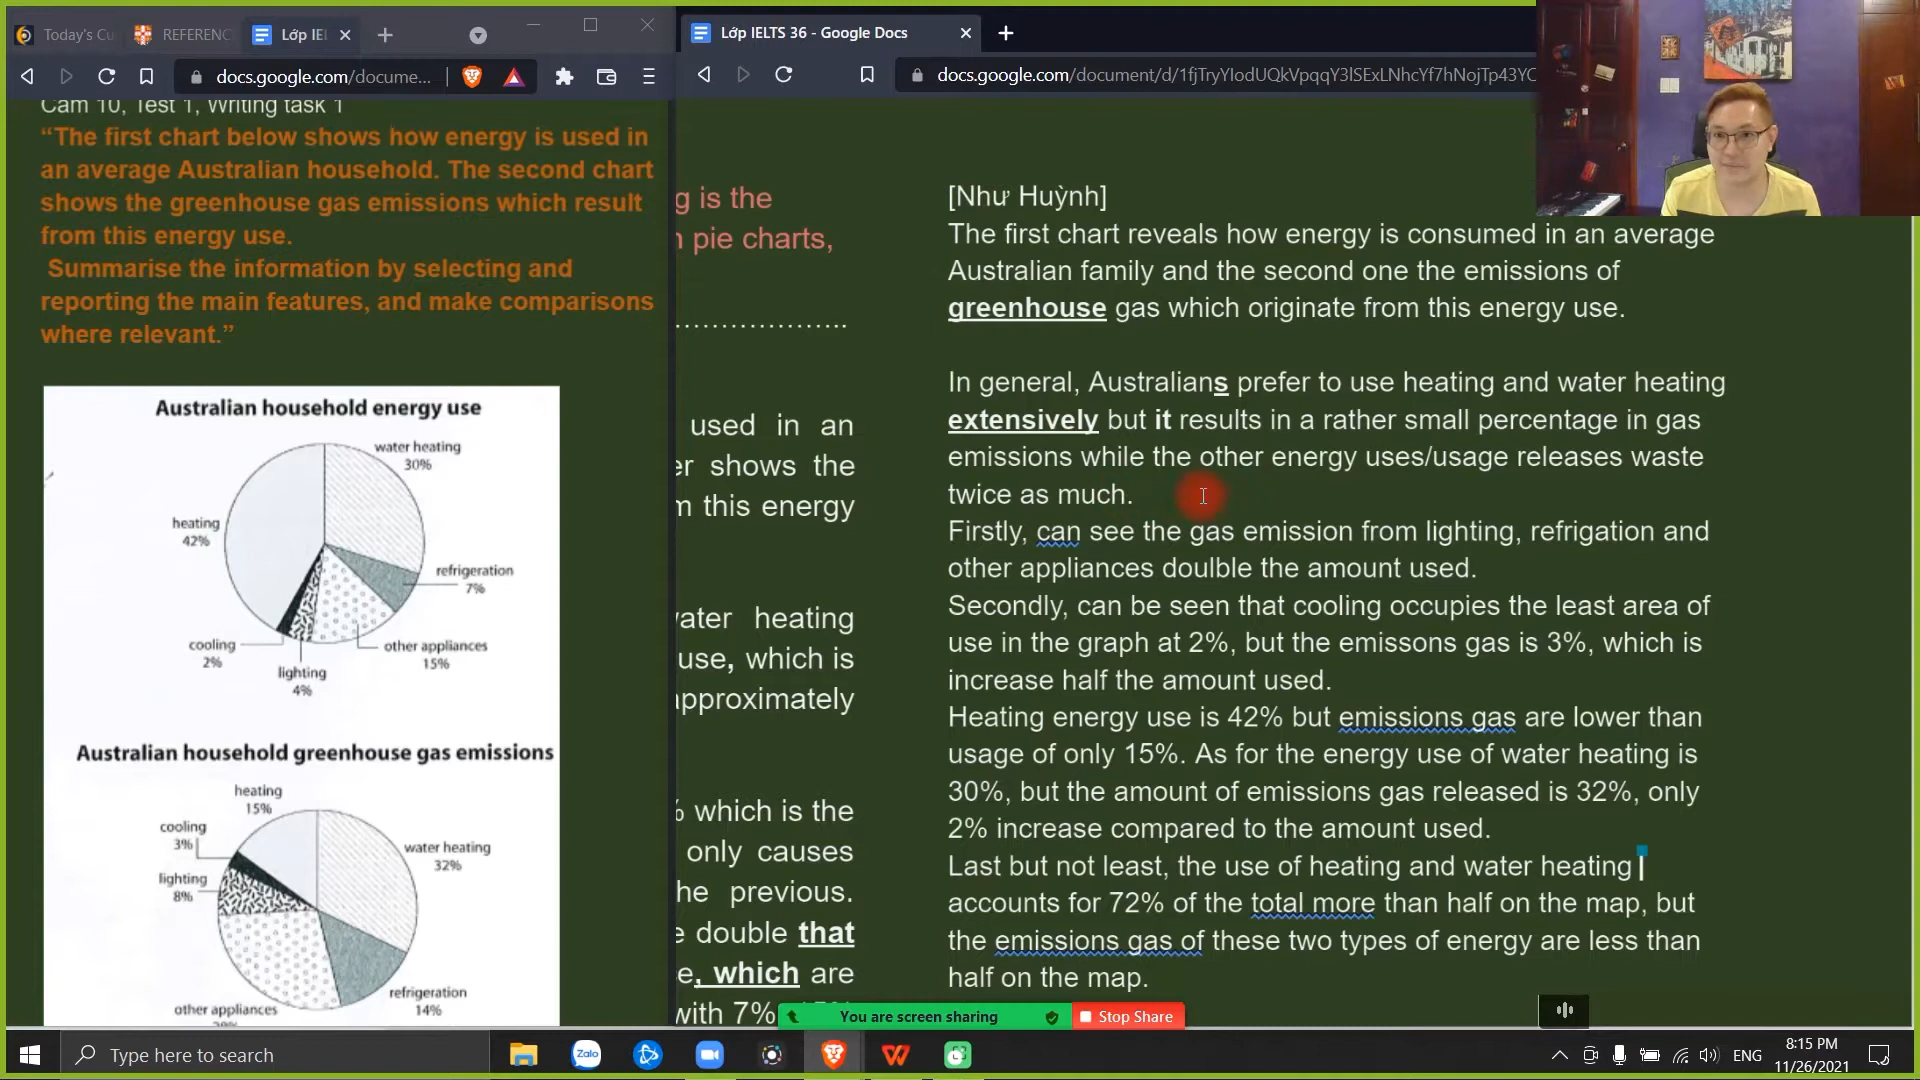 Today's Cu
REFERENC
Lớp IEI
Lớp IELTS 36 - Google Docs
docs.google.com/docume...
docs.google.com/document/d/1fjTryYIodUQkVpqqY3lSExLNhcYf7hNojTp43YC
Cam 10, Test 1, Writing task 1
“The first chart below shows how energy is used in
an average Australian household. The second chart
shows the greenhouse gas emissions which result
from this energy use.
Summarise the information by selecting and
reporting the main features, and make comparisons
where relevant.”
Australian household energy use
water heating
30%
heating
42%
refrigeration
7%
cooling
2%
other appliances
15%
lighting
4%
Australian household greenhouse gas emissions
heating
15%
cooling
3%
water heating
32%
lighting
8%
refrigeration
14%
other appliances
g is the
n pie charts,
………………..
used in an
er shows the
m this energy
vater heating
use, which is
approximately
% which is the
only causes
he previous.
e double that
e, which are
with 7%
[Như Huỳnh]
The first chart reveals how energy is consumed in an average
Australian family and the second one the emissions of
greenhouse gas which originate from this energy use.
In general, Australians prefer to use heating and water heating
extensively but it results in a rather small percentage in gas
emissions while the other energy uses/usage releases waste
twice as much.
Firstly, can see the gas emission from lighting, refrigation and
other appliances doulble the amount used.
Secondly, can be seen that cooling occupies the least area of
use in the graph at 2%, but the emissons gas is 3%, which is
increase half the amount used.
Heating energy use is 42% but emissions gas are lower than
usage of only 15%. As for the energy use of water heating is
30%, but the amount of emissions gas released is 32%, only
2% increase compared to the amount used.
Last but not least, the use of heating and water heating
accounts for 72% of the total more than half on the map, but
the emissions gas of these two types of energy are less than
half on the map.
You are screen sharing
Stop Share
Type here to search
Zalo
ENG
8:15 PM
11/26/2021